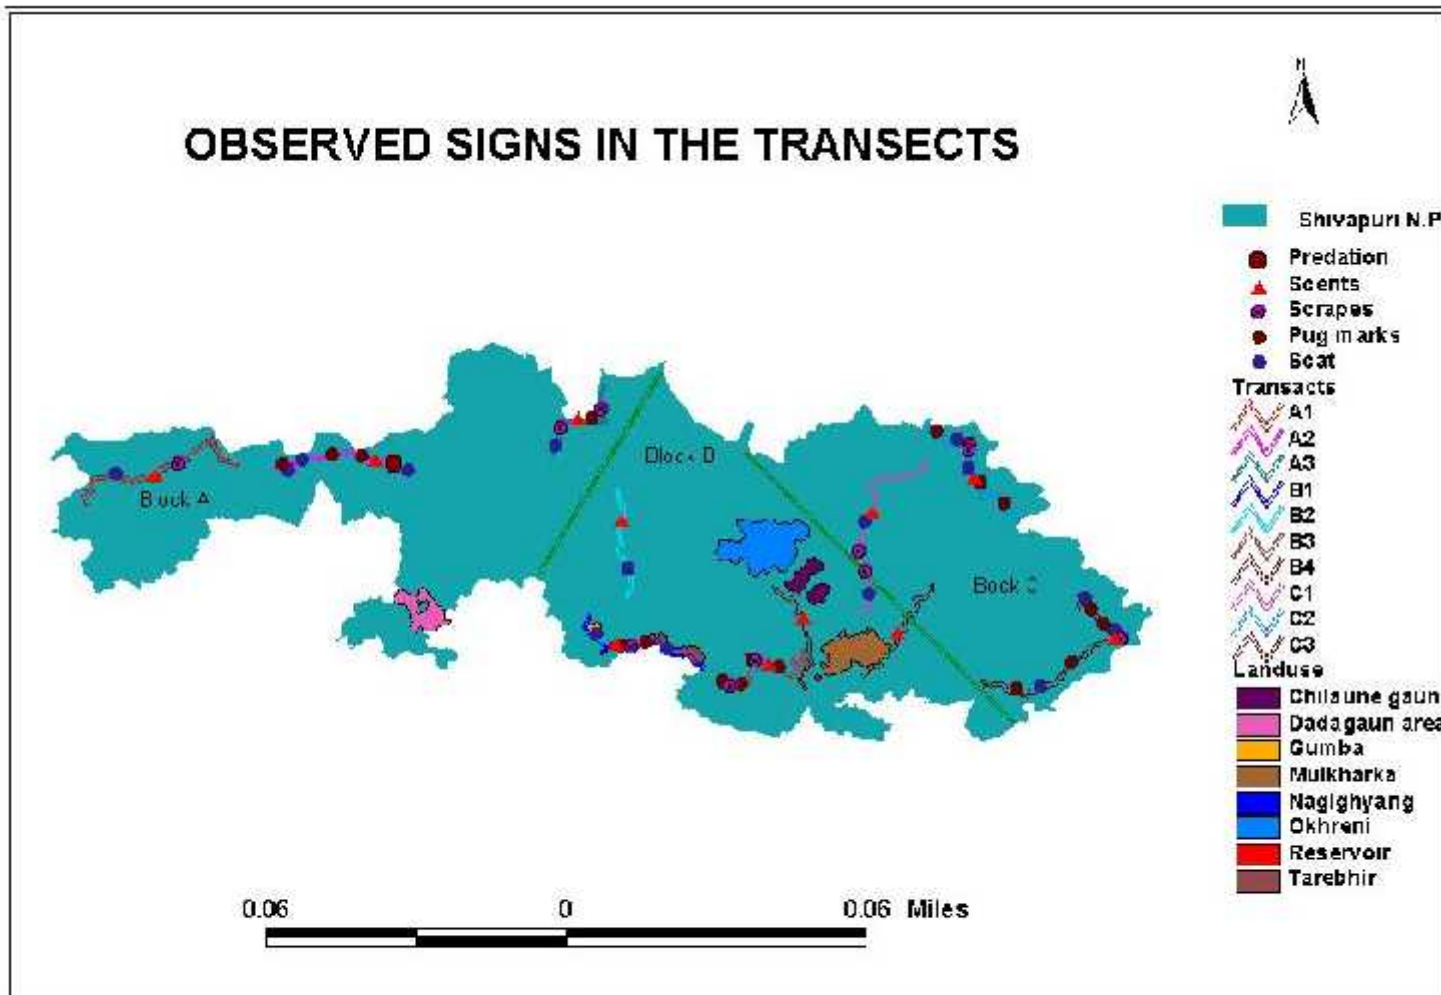 N
OBSERVED SIGNS IN THE TRANSECTS
Shivapuri N.P
Predation
Scents
Scrapes
Pug marks
Scat
Transacts
A1
A2
A3
B1
B2
B3
B4
C1
C2
C3
Landuse
Chilaune gaun
Dadagaun area
Gumba
Mulkharka
Nagighyang
Okhreni
Reservoir
Tarebhir
Block A
Block B
Bock C
0.06 0 0.06 Miles